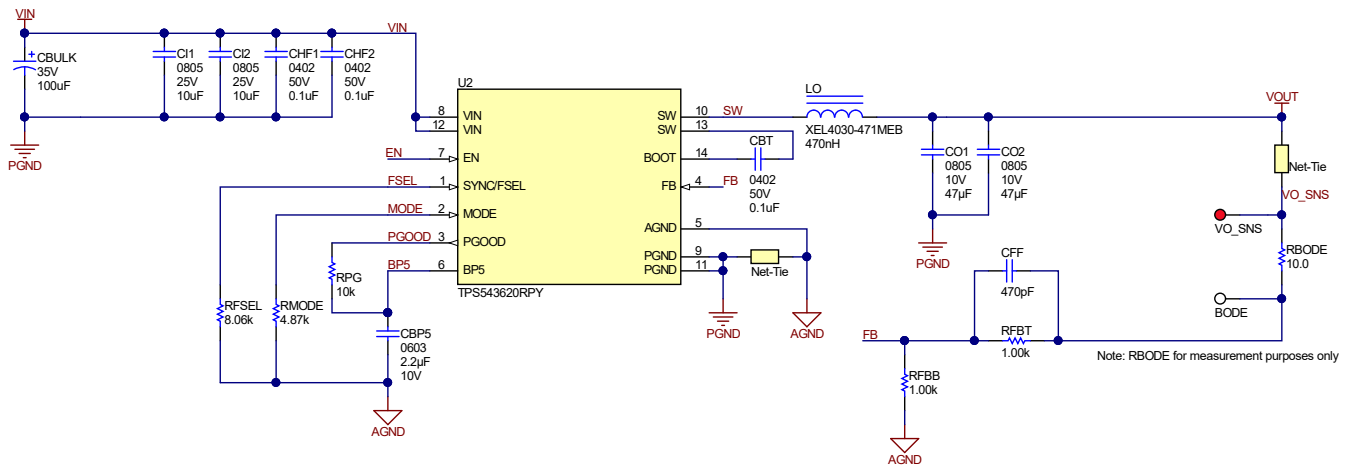 VIN
VIN
CBULK
35V
100uF
+
CI1
0805
25V
10uF
CI2
0805
25V
10uF
CHF1
0402
50V
0.1uF
CHF2
0402
50V
0.1uF
PGND
EN
FSEL
MODE
PGOOD
BP5
RPG
10k
RFSEL
8.06k
RMODE
4.87k
CBP5
0603
2.2µF
10V
AGND
U2
8
VIN
12
VIN
7
EN
1
SYNC/FSEL
2
MODE
3
PGOOD
6
BP5
SW
10
SW
13
BOOT
14
FB
4
AGND
5
PGND
9
PGND
11
TPS543620RPY
SW
FB
CBT
0402
50V
0.1uF
Net-Tie
PGND
AGND
LO
XEL4030-471MEB
470nH
CO1
0805
10V
47µF
CO2
0805
10V
47µF
PGND
VOUT
Net-Tie
VO_SNS
VO_SNS
RBODE
10.0
BODE
CFF
470pF
FB
RFBT
1.00k
Note: RBODE for measurement purposes only
RFBB
1.00k
AGND